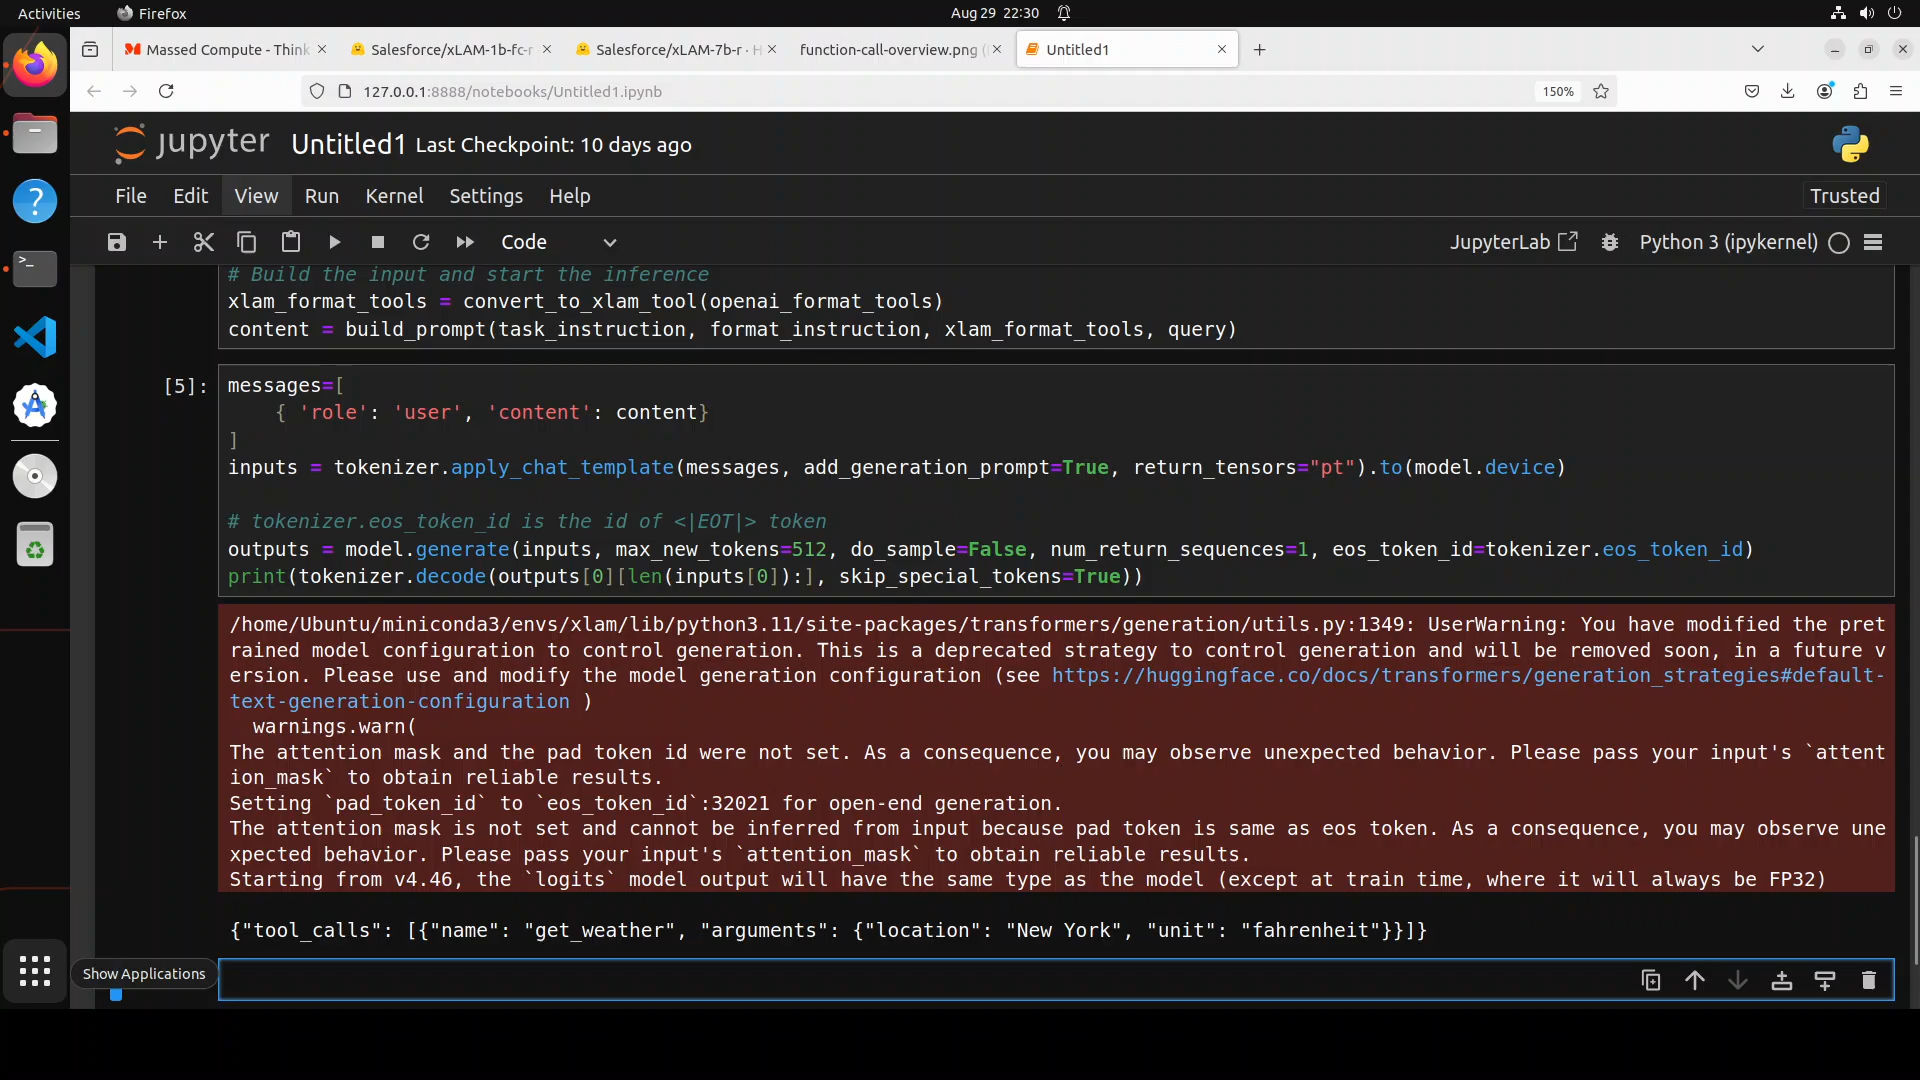 Activities
Firefox
Aug 29 22:30
Massed Compute - Think
Salesforce/xLAM-1b-fc-r
Salesforce/xLAM-7b-r · H
function-call-overview.png (
Untitled1
127.0.0.1:8888/notebooks/Untitled1.ipynb
150%
jupyter Untitled1 Last Checkpoint: 10 days ago
File Edit View Run Kernel Settings Help
Trusted
Code
JupyterLab
Python 3 (ipykernel)
# Build the input and start the inference
xlam_format_tools = convert_to_xlam_tool(openai_format_tools)
content = build_prompt(task_instruction, format_instruction, xlam_format_tools, query)
[5]:
messages=[
    { 'role': 'user', 'content': content}
]
inputs = tokenizer.apply_chat_template(messages, add_generation_prompt=True, return_tensors="pt").to(model.device)
# tokenizer.eos_token_id is the id of <|EOT|> token
outputs = model.generate(inputs, max_new_tokens=512, do_sample=False, num_return_sequences=1, eos_token_id=tokenizer.eos_token_id)
print(tokenizer.decode(outputs[0][len(inputs[0]):], skip_special_tokens=True))
/home/Ubuntu/miniconda3/envs/xlam/lib/python3.11/site-packages/transformers/generation/utils.py:1349: UserWarning: You have modified the pret
rained model configuration to control generation. This is a deprecated strategy to control generation and will be removed soon, in a future v
ersion. Please use and modify the model generation configuration (see https://huggingface.co/docs/transformers/generation_strategies#default-
text-generation-configuration )
  warnings.warn(
The attention mask and the pad token id were not set. As a consequence, you may observe unexpected behavior. Please pass your input's `attent
ion_mask` to obtain reliable results.
Setting `pad_token_id` to `eos_token_id`:32021 for open-end generation.
The attention mask is not set and cannot be inferred from input because pad token is same as eos token. As a consequence, you may observe une
xpected behavior. Please pass your input's `attention_mask` to obtain reliable results.
Starting from v4.46, the `logits` model output will have the same type as the model (except at train time, where it will always be FP32)
{"tool_calls": [{"name": "get_weather", "arguments": {"location": "New York", "unit": "fahrenheit"}}]}
Show Applications